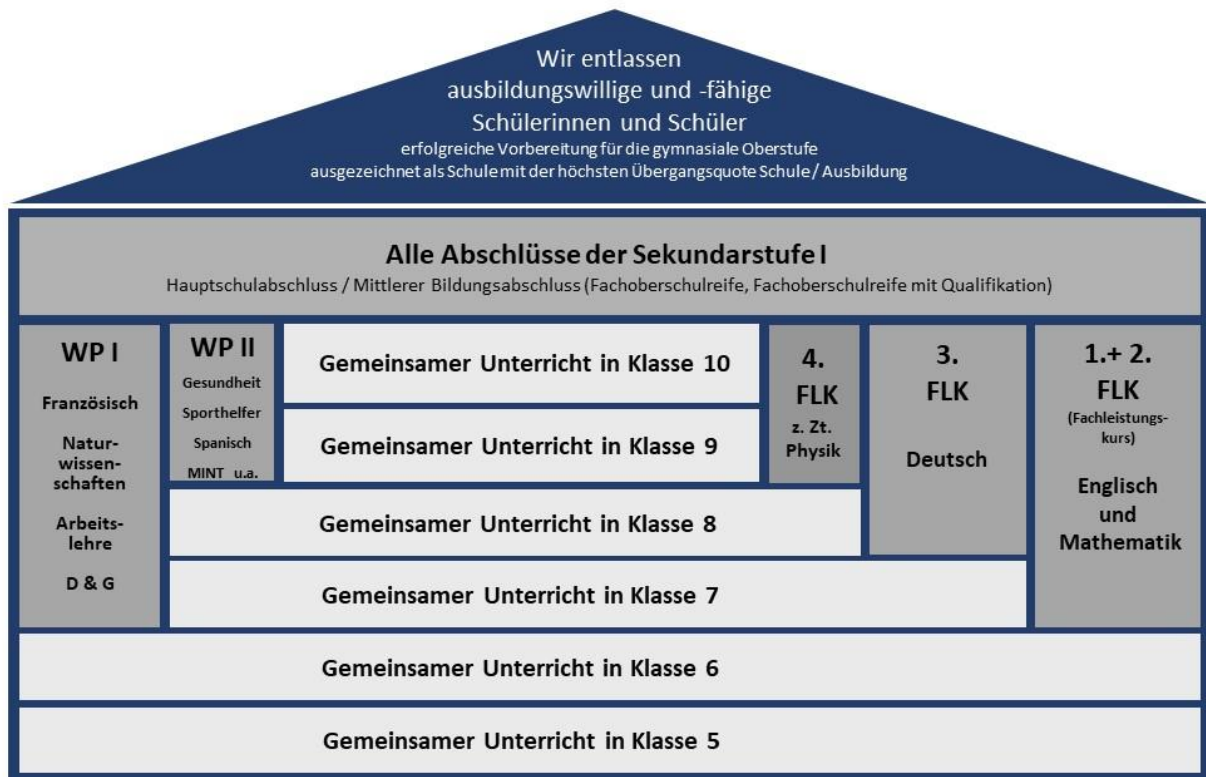 Wir entlassen
ausbildungswillige und -fähige
Schülerinnen und Schüler
erfolgreiche Vorbereitung für die gymnasiale Oberstufe
ausgezeichnet als Schule mit der höchsten Übergangsquote Schule / Ausbildung
Alle Abschlüsse der Sekundarstufe I
Hauptschulabschluss / Mittlerer Bildungsabschluss (Fachoberschulreife, Fachoberschulreife mit Qualifikation)
WP I
Französisch
Natur-
wissen-
schaften
Arbeits-
lehre
D & G
WP II
Gesundheit
Sporthelfer
Spanisch
MINT u.a.
Gemeinsamer Unterricht in Klasse 10
Gemeinsamer Unterricht in Klasse 9
4.
FLK
z. Zt.
Physik
3.
FLK
Deutsch
1.+ 2.
FLK
(Fachleistungs-
kurs)
Englisch
und
Mathematik
Gemeinsamer Unterricht in Klasse 8
Gemeinsamer Unterricht in Klasse 7
Gemeinsamer Unterricht in Klasse 6
Gemeinsamer Unterricht in Klasse 5